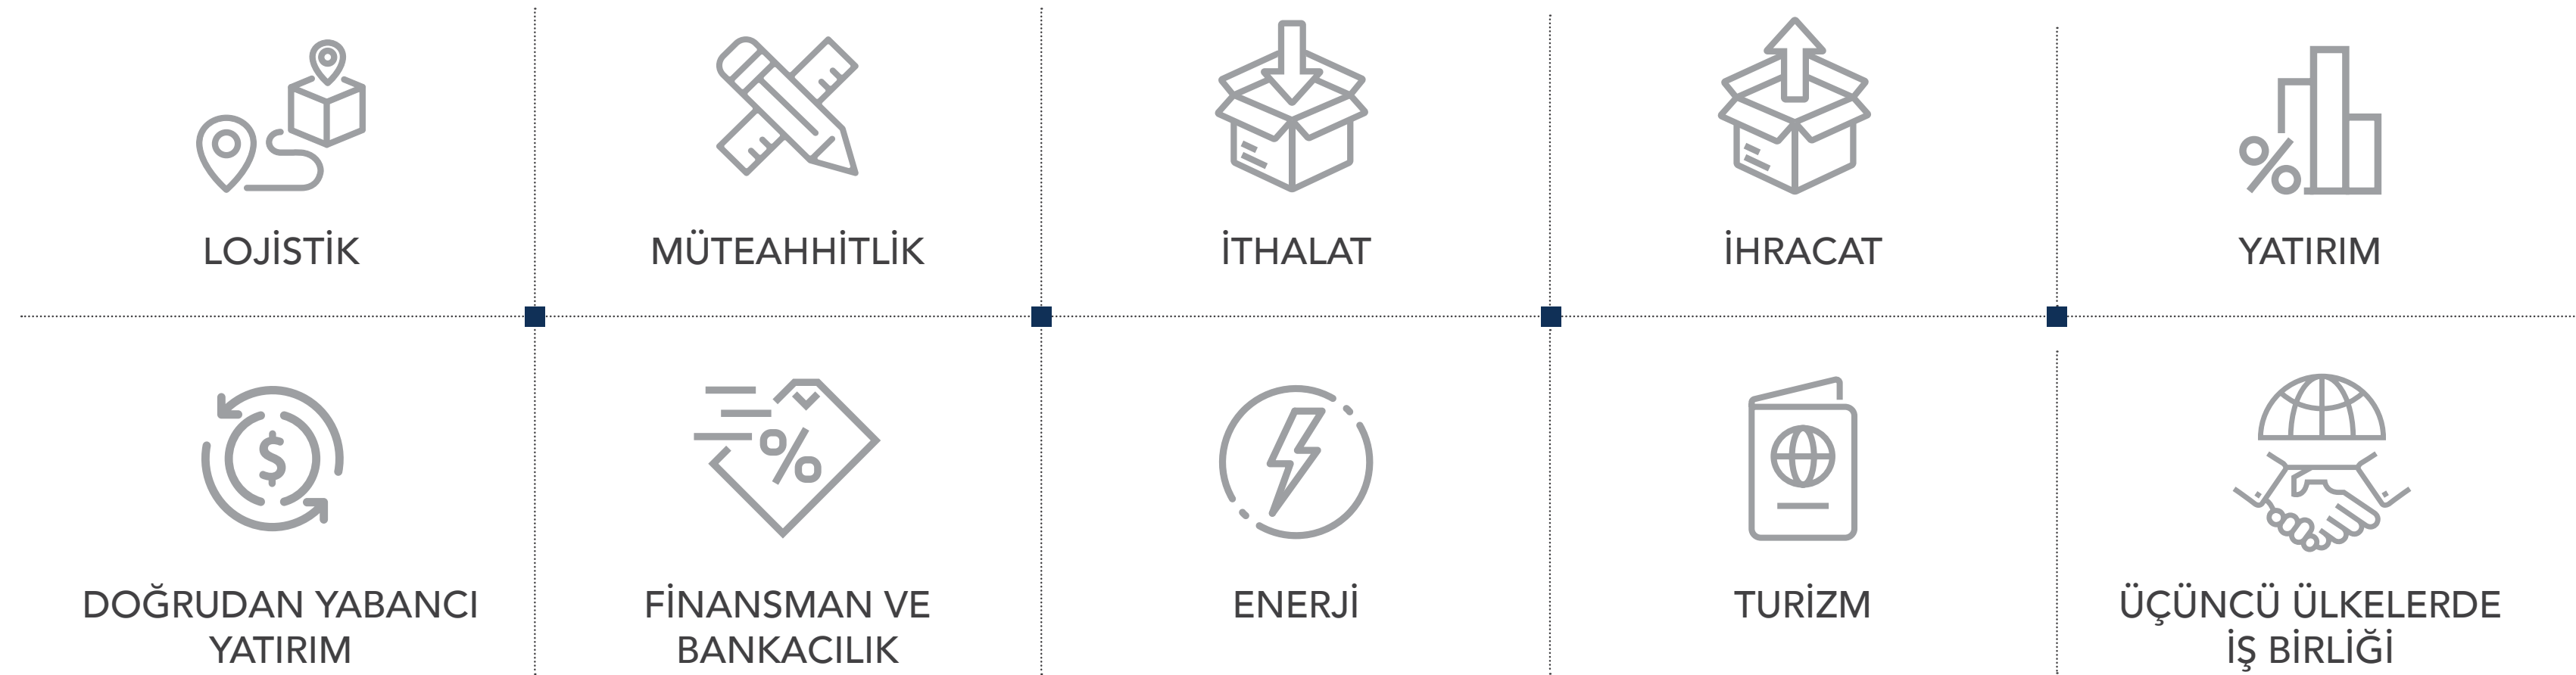 LOJİSTİK
MÜTEAHHİTLİK
İTHALAT
İHRACAT
YATIRIM
DOĞRUDAN YABANCI
YATIRIM
FİNANSMAN VE
BANKACILIK
ENERJİ
TURİZM
ÜÇÜNCÜ ÜLKELERDE
İŞ BİRLİĞİ